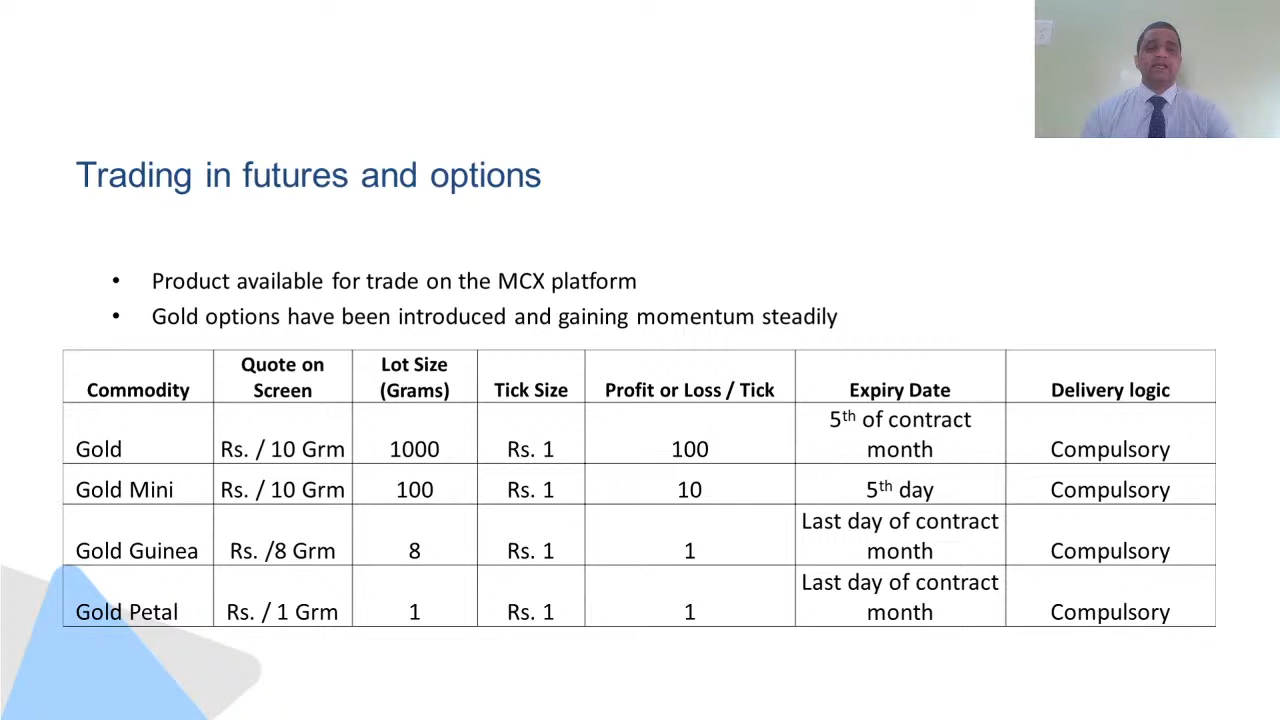 Trading in futures and options
• Product available for trade on the MCX platform
• Gold options have been introduced and gaining momentum steadily
Commodity Quote on Screen Lot Size (Grams) Tick Size Profit or Loss / Tick Expiry Date Delivery logic
Gold Rs. / 10 Grm 1000 Rs. 1 100 5th of contract month Compulsory
Gold Mini Rs. / 10 Grm 100 Rs. 1 10 5th day Compulsory
Gold Guinea Rs. /8 Grm 8 Rs. 1 1 Last day of contract month Compulsory
Gold Petal Rs. / 1 Grm 1 Rs. 1 1 Last day of contract month Compulsory